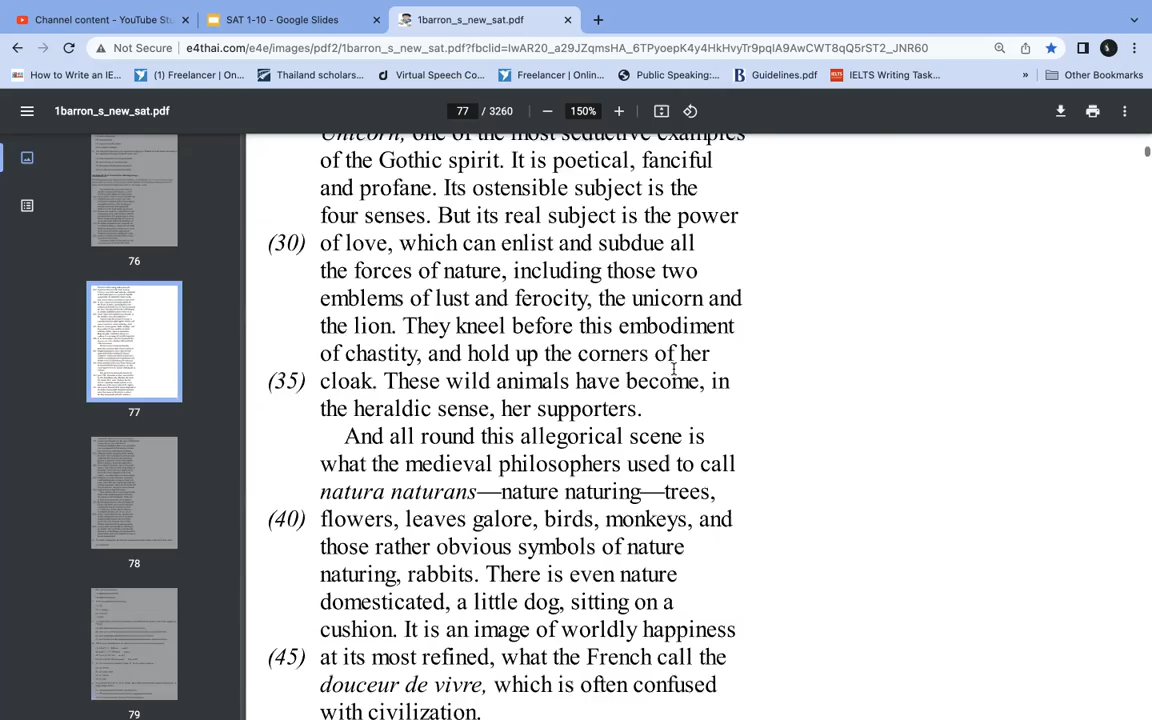 Channel content - YouTube Stu
SAT 1-10 - Google Slides
1barron_s_new_sat.pdf
Not Secure
e4thai.com/e4e/images/pdf2/1barron_s_new_sat.pdf?fbclid=IwAR20_a29JZqmsHA_6TPyoepK4y4HkHvyTr9pqIA9AwCWT8qQ5rST2_JNR60
How to Write an IE...
(1) Freelancer | On...
Thailand scholars...
Virtual Speech Co...
Freelancer | Onlin...
Public Speaking:...
Guidelines.pdf
IELTS Writing Task...
»
Other Bookmarks
1barron_s_new_sat.pdf
77 / 3260
150%
76
77
78
79
Unicorn, one of the most seductive examples
of the Gothic spirit. It is poetical, fanciful
and profane. Its ostensible subject is the
four senses. But its real subject is the power
(30) of love, which can enlist and subdue all
the forces of nature, including those two
emblems of lust and ferocity, the unicorn and
the lion. They kneel before this embodiment
of chastity, and hold up the corners of her
(35) cloak. These wild animals have become, in
the heraldic sense, her supporters.
And all round this allegorical scene is
what the medieval philosophers used to call
natura naturans—nature naturing—trees,
(40) flowers, leaves galore, birds, monkeys, and
those rather obvious symbols of nature
naturing, rabbits. There is even nature
domesticated, a little dog, sitting on a
cushion. It is an image of worldly happiness
(45) at its most refined, what the French call the
douceur de vivre, which is often confused
with civilization.